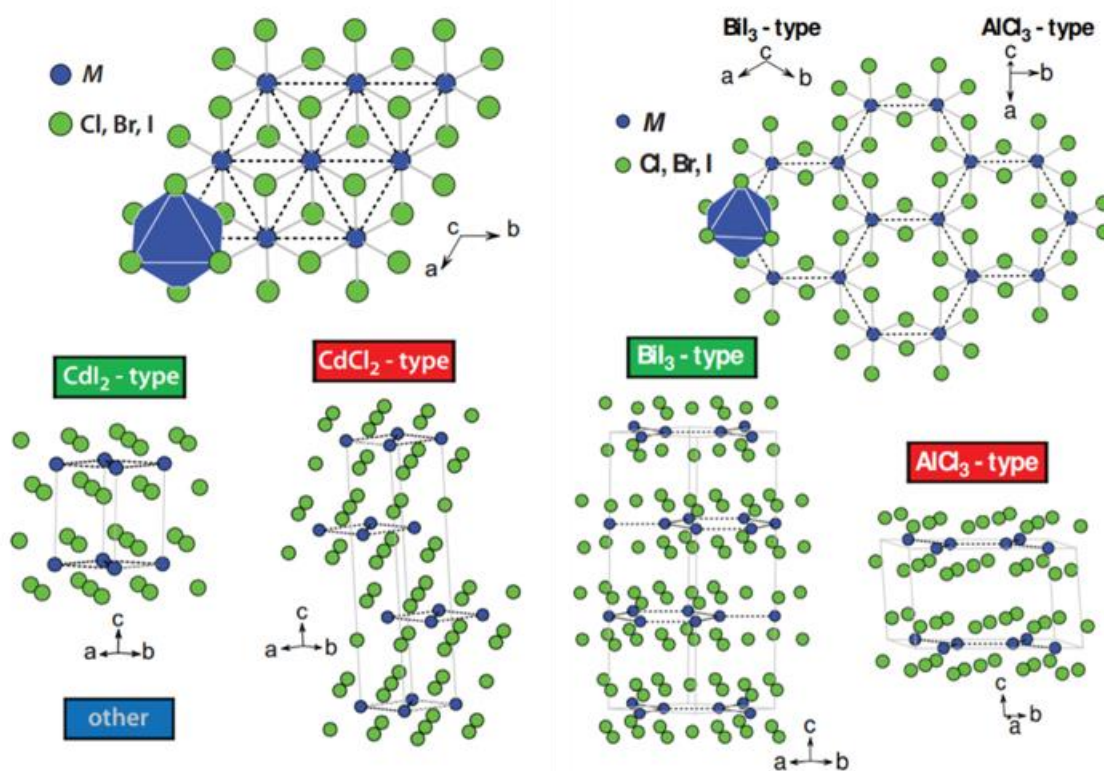 M
Cl, Br, I
c
b
a
BiI₃ - type
c
a
b
AlCl₃ - type
c
b
a
M
Cl, Br, I
CdI₂ - type
c
a
b
other
CdCl₂ - type
c
a
b
BiI₃ - type
c
a
b
AlCl₃ - type
c
b
a